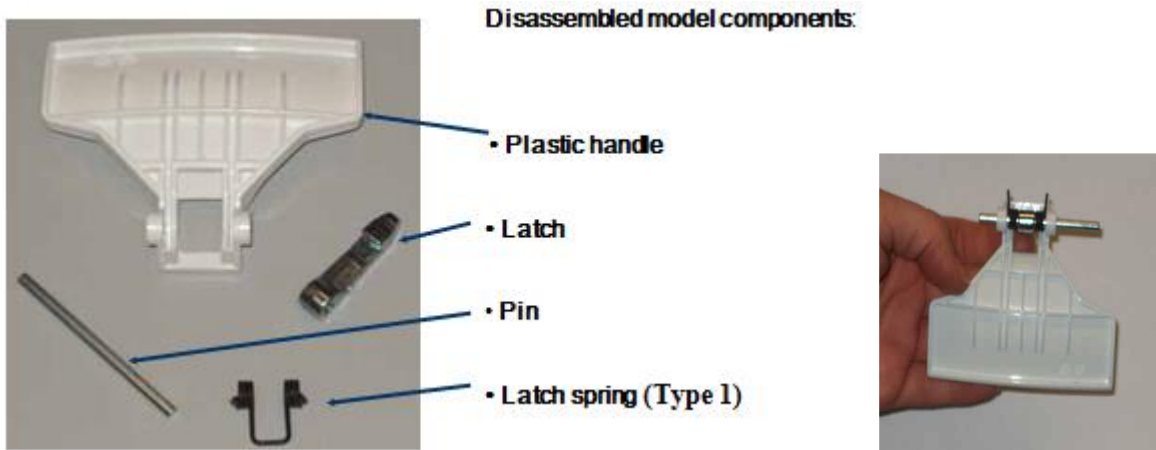 Disassembled model components:
• Plastic handle
• Latch
• Pin
• Latch spring (Type 1)